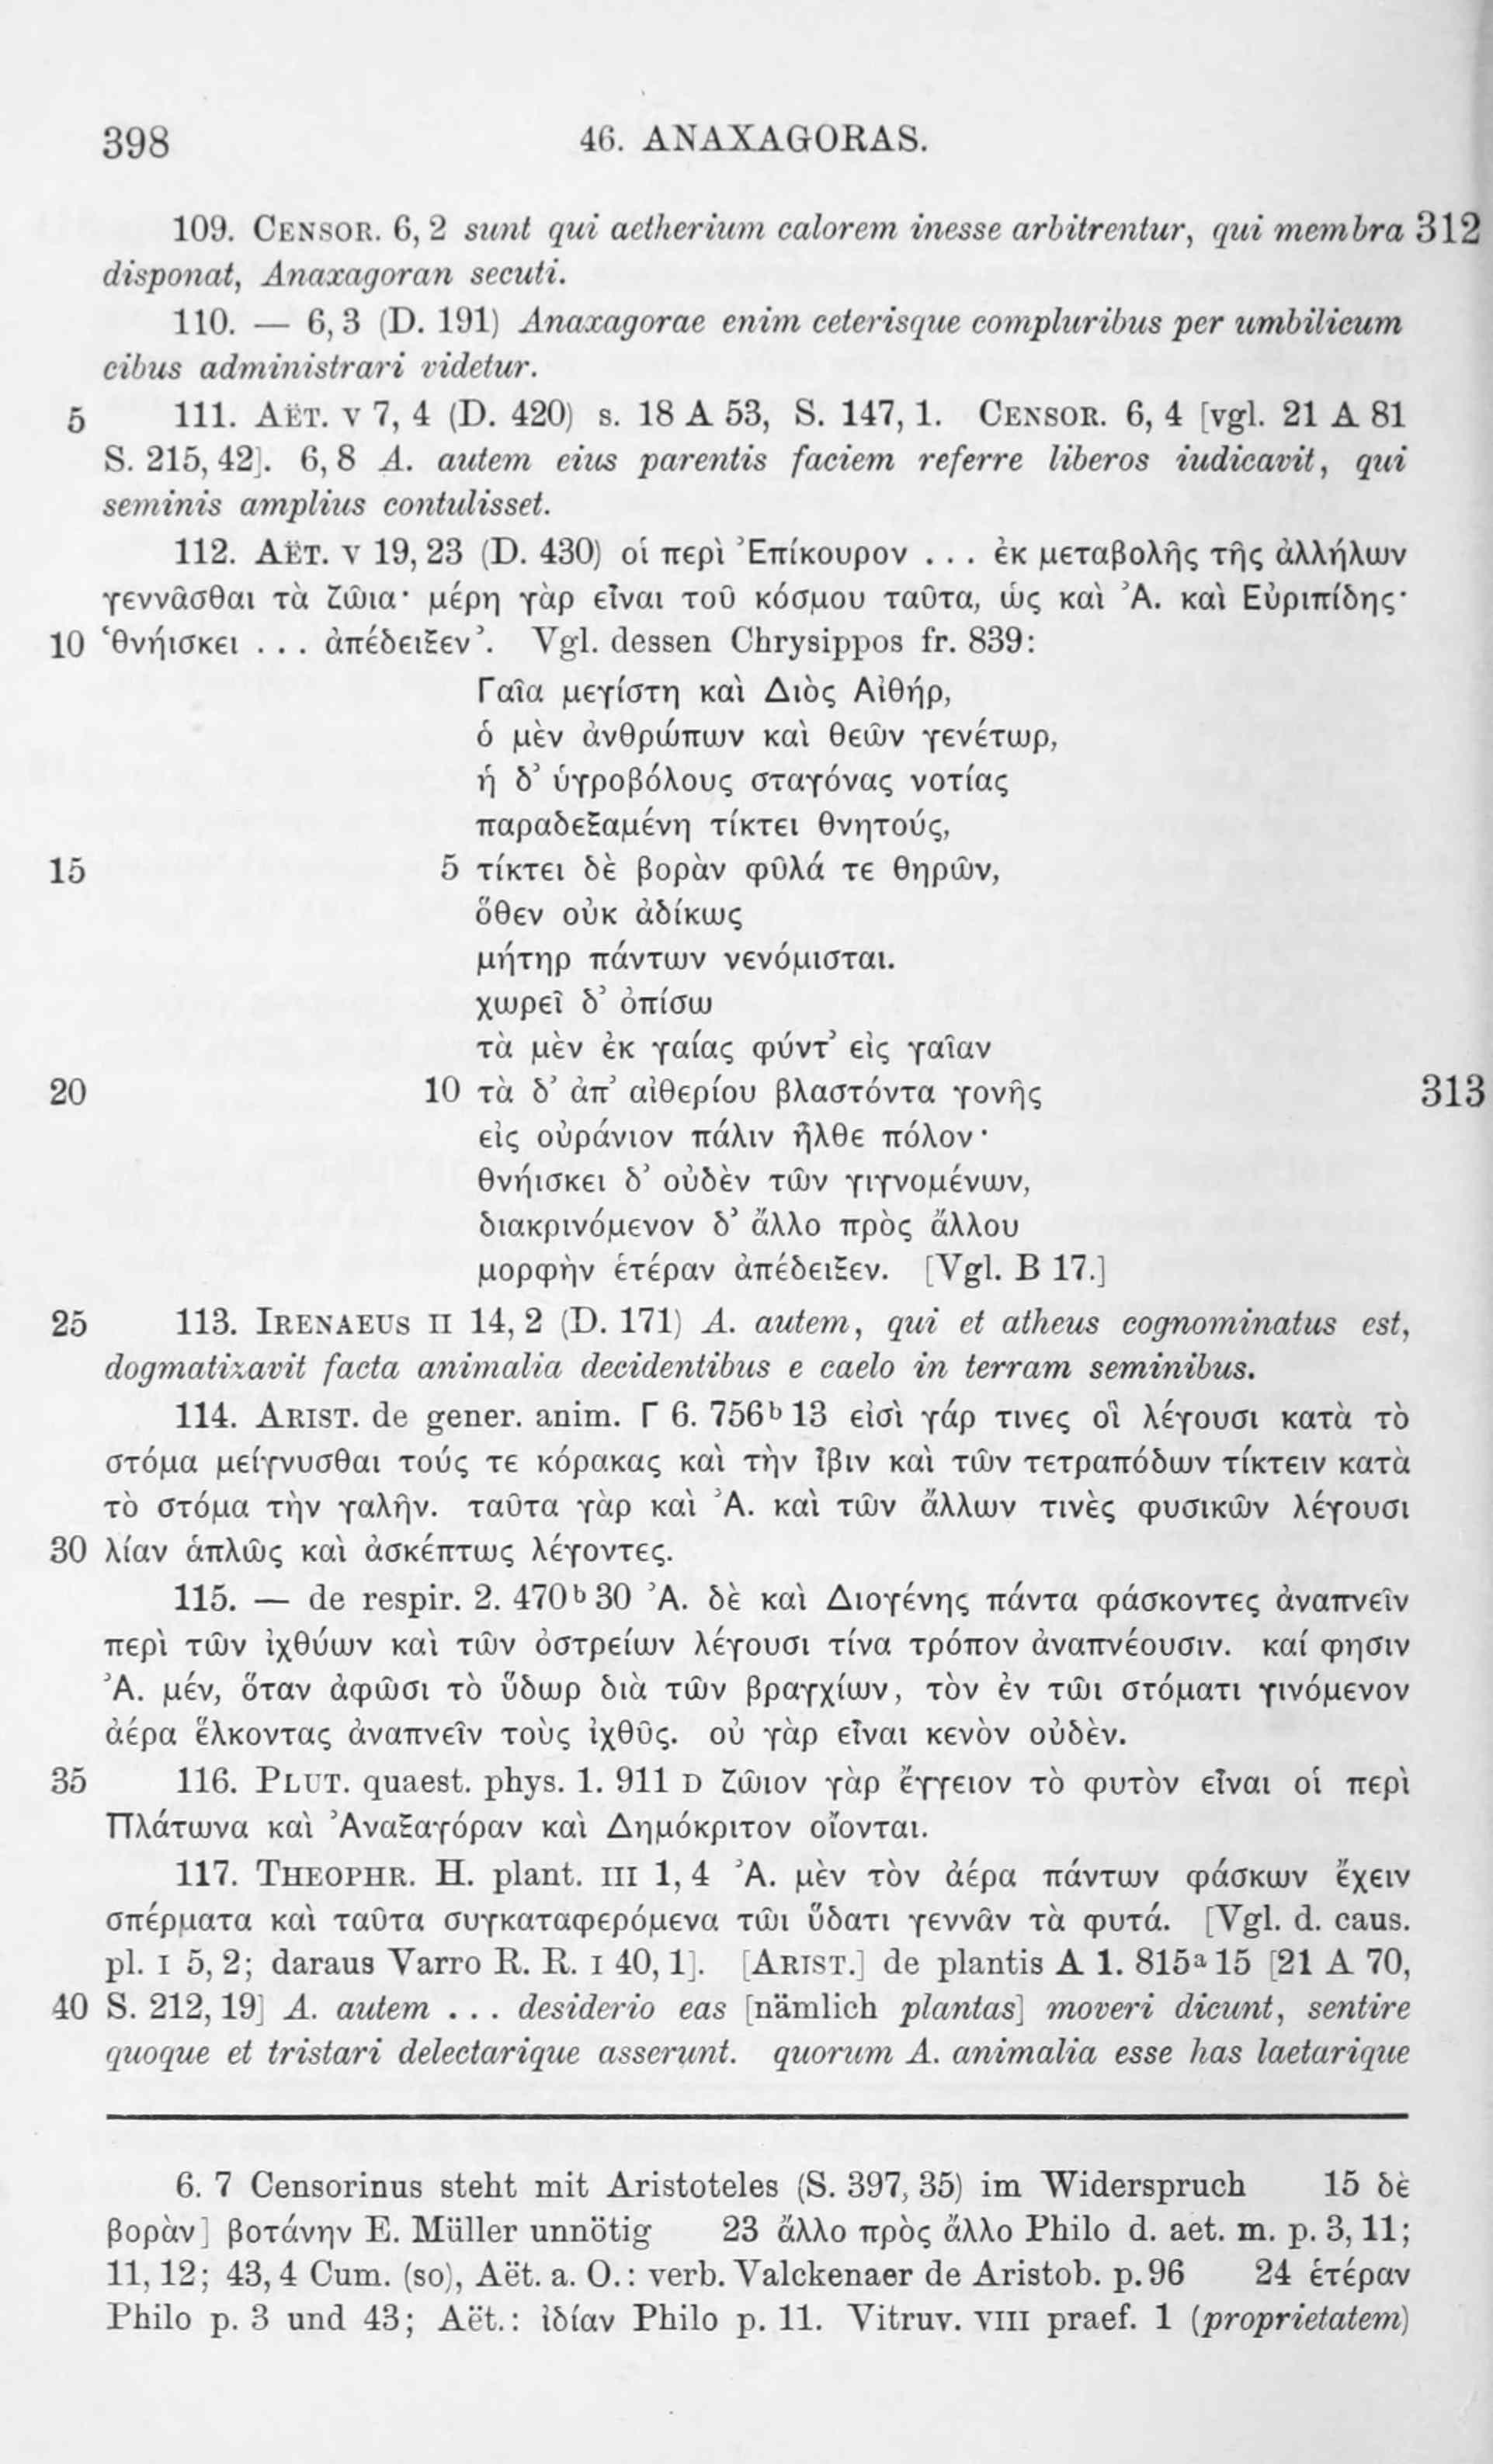 398 46. ANAXAGORAS.
109. CENSOR. 6, 2 sunt qui aetherium calorem inesse arbitrentur, qui membra 312
disponat, Anaxagoran secuti.
110. — 6, 3 (D. 191) Anaxagorae enim ceterisque compluribus per umbilicum
cibus administrari videtur.
5 111. AËT. V 7, 4 (D. 420) s. 18 A 53, S. 147, 1. CENSOR. 6, 4 [vgl. 21 A 81
S. 215, 42]. 6, 8 A. autem eius parentis faciem referre liberos iudicavit, qui
seminis amplius contulisset.
112. AËT. V 19, 23 (D. 430) οἱ περὶ Ἐπίκουρον ... ἐκ μεταβολῆς τῆς ἀλλήλων
γεννᾶσθαι τὰ ζῶια· μέρη γὰρ εἶναι τοῦ κόσμου ταῦτα, ὡς καὶ Ἀ. καὶ Εὐριπίδης·
10 ‘θνήισκει ... ἀπέδειξεν’. Vgl. dessen Chrysippos fr. 839:
Γαῖα μεγίστη καὶ Διὸς Αἰθήρ,
ὁ μὲν ἀνθρώπων καὶ θεῶν γενέτωρ,
ἡ δ’ ὑγροβόλους σταγόνας νοτίας
παραδεξαμένη τίκτει θνητούς,
15 5 τίκτει δὲ βορὰν φῦλά τε θηρῶν,
ὅθεν οὐκ ἀδίκως
μήτηρ πάντων νενόμισται.
χωρεῖ δ’ ὀπίσω
τὰ μὲν ἐκ γαίας φύντ’ εἰς γαῖαν
20 10 τὰ δ’ ἀπ’ αἰθερίου βλαστόντα γονῆς 313
εἰς οὐράνιον πάλιν ἦλθε πόλον·
θνήισκει δ’ οὐδὲν τῶν γιγνομένων,
διακρινόμενον δ’ ἄλλο πρὸς ἄλλου
μορφὴν ἑτέραν ἀπέδειξεν. [Vgl. B 17.]
25 113. IRENAEUS II 14, 2 (D. 171) A. autem, qui et atheus cognominatus est,
dogmatizavit facta animalia decidentibus e caelo in terram seminibus.
114. ARIST. de gener. anim. Γ 6. 756b 13 εἰσὶ γάρ τινες οἳ λέγουσι κατὰ τὸ
στόμα μείγνυσθαι τούς τε κόρακας καὶ τὴν ἶβιν καὶ τῶν τετραπόδων τίκτειν κατὰ
τὸ στόμα τὴν γαλῆν. ταῦτα γὰρ καὶ Ἀ. καὶ τῶν ἄλλων τινὲς φυσικῶν λέγουσι
30 λίαν ἁπλῶς καὶ ἀσκέπτως λέγοντες.
115. — de respir. 2. 470b 30 Ἀ. δὲ καὶ Διογένης πάντα φάσκοντες ἀναπνεῖν
περὶ τῶν ἰχθύων καὶ τῶν ὀστρείων λέγουσι τίνα τρόπον ἀναπνέουσιν. καί φησιν
Ἀ. μέν, ὅταν ἀφῶσι τὸ ὕδωρ διὰ τῶν βραγχίων, τὸν ἐν τῶι στόματι γινόμενον
ἀέρα ἕλκοντας ἀναπνεῖν τοὺς ἰχθῦς. οὐ γὰρ εἶναι κενὸν οὐδὲν.
35 116. PLUT. quaest. phys. 1. 911 D ζῶιον γὰρ ἔγγειον τὸ φυτὸν εἶναι οἱ περὶ
Πλάτωνα καὶ Ἀναξαγόραν καὶ Δημόκριτον οἴονται.
117. THEOPHR. H. plant. III 1, 4 Ἀ. μὲν τὸν ἀέρα πάντων φάσκων ἔχειν
σπέρματα καὶ ταῦτα συγκαταφερόμενα τῶι ὕδατι γεννᾶν τὰ φυτά. [Vgl. d. caus.
pl. I 5, 2; daraus Varro R. R. I 40, 1]. [ARIST.] de plantis A 1. 815a 15 [21 A 70,
40 S. 212, 19] A. autem ... desiderio eas [nämlich plantas] moveri dicunt, sentire
quoque et tristari delectarique asserunt. quorum A. animalia esse has laetarique
6. 7 Censorinus steht mit Aristoteles (S. 397, 35) im Widerspruch 15 δὲ
βορὰν] βοτάνην E. Müller unnötig 23 ἄλλο πρὸς ἄλλο Philo d. aet. m. p. 3, 11;
11, 12; 43, 4 Cum. (so), Aët. a. O.: verb. Valckenaer de Aristob. p. 96 24 ἑτέραν
Philo p. 3 und 43; Aët.: ἰδίαν Philo p. 11. Vitruv. VIII praef. 1 (proprietatem)